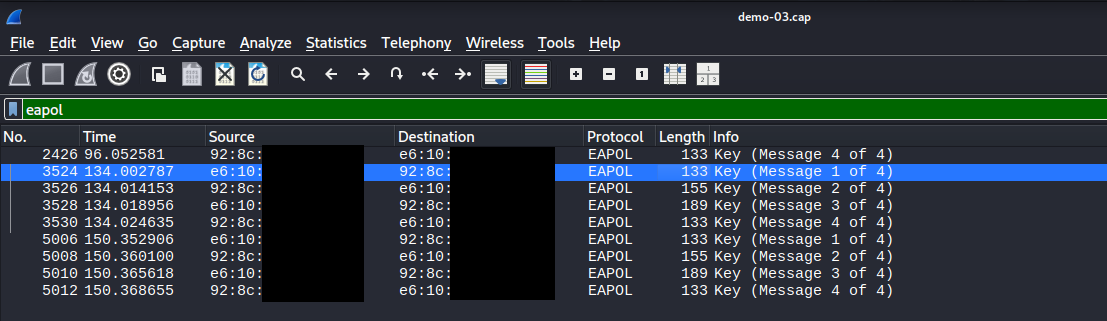 demo-03.cap
File Edit View Go Capture Analyze Statistics Telephony Wireless Tools Help
eapol
No. Time Source Destination Protocol Length Info
2426 96.052581 92:8c: e6:10: EAPOL 133 Key (Message 4 of 4)
3524 134.002787 e6:10: 92:8c: EAPOL 133 Key (Message 1 of 4)
3526 134.014153 92:8c: e6:10: EAPOL 155 Key (Message 2 of 4)
3528 134.018956 e6:10: 92:8c: EAPOL 189 Key (Message 3 of 4)
3530 134.024635 92:8c: e6:10: EAPOL 133 Key (Message 4 of 4)
5006 150.352906 e6:10: 92:8c: EAPOL 133 Key (Message 1 of 4)
5008 150.360100 92:8c: e6:10: EAPOL 155 Key (Message 2 of 4)
5010 150.365618 e6:10: 92:8c: EAPOL 189 Key (Message 3 of 4)
5012 150.368655 92:8c: e6:10: EAPOL 133 Key (Message 4 of 4)